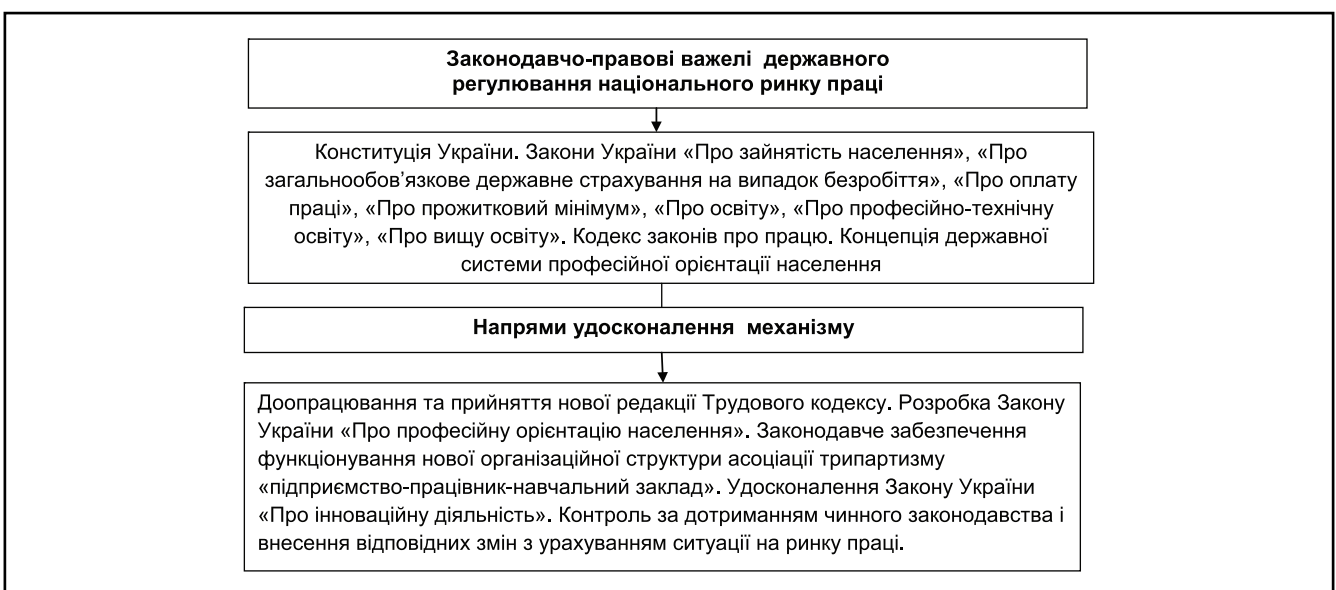 Законодавчо-правові важелі державного
регулювання національного ринку праці
Конституція України. Закони України «Про зайнятість населення», «Про
загальнообов’язкове державне страхування на випадок безробіття», «Про оплату
праці», «Про прожитковий мінімум», «Про освіту», «Про професійно-технічну
освіту», «Про вищу освіту». Кодекс законів про працю. Концепція державної
системи професійної орієнтації населення
Напрями удосконалення механізму
Доопрацювання та прийняття нової редакції Трудового кодексу. Розробка Закону
України «Про професійну орієнтацію населення». Законодавче забезпечення
функціонування нової організаційної структури асоціації трипартизму
«підприємство-працівник-навчальний заклад». Удосконалення Закону України
«Про інноваційну діяльність». Контроль за дотриманням чинного законодавства і
внесення відповідних змін з урахуванням ситуації на ринку праці.